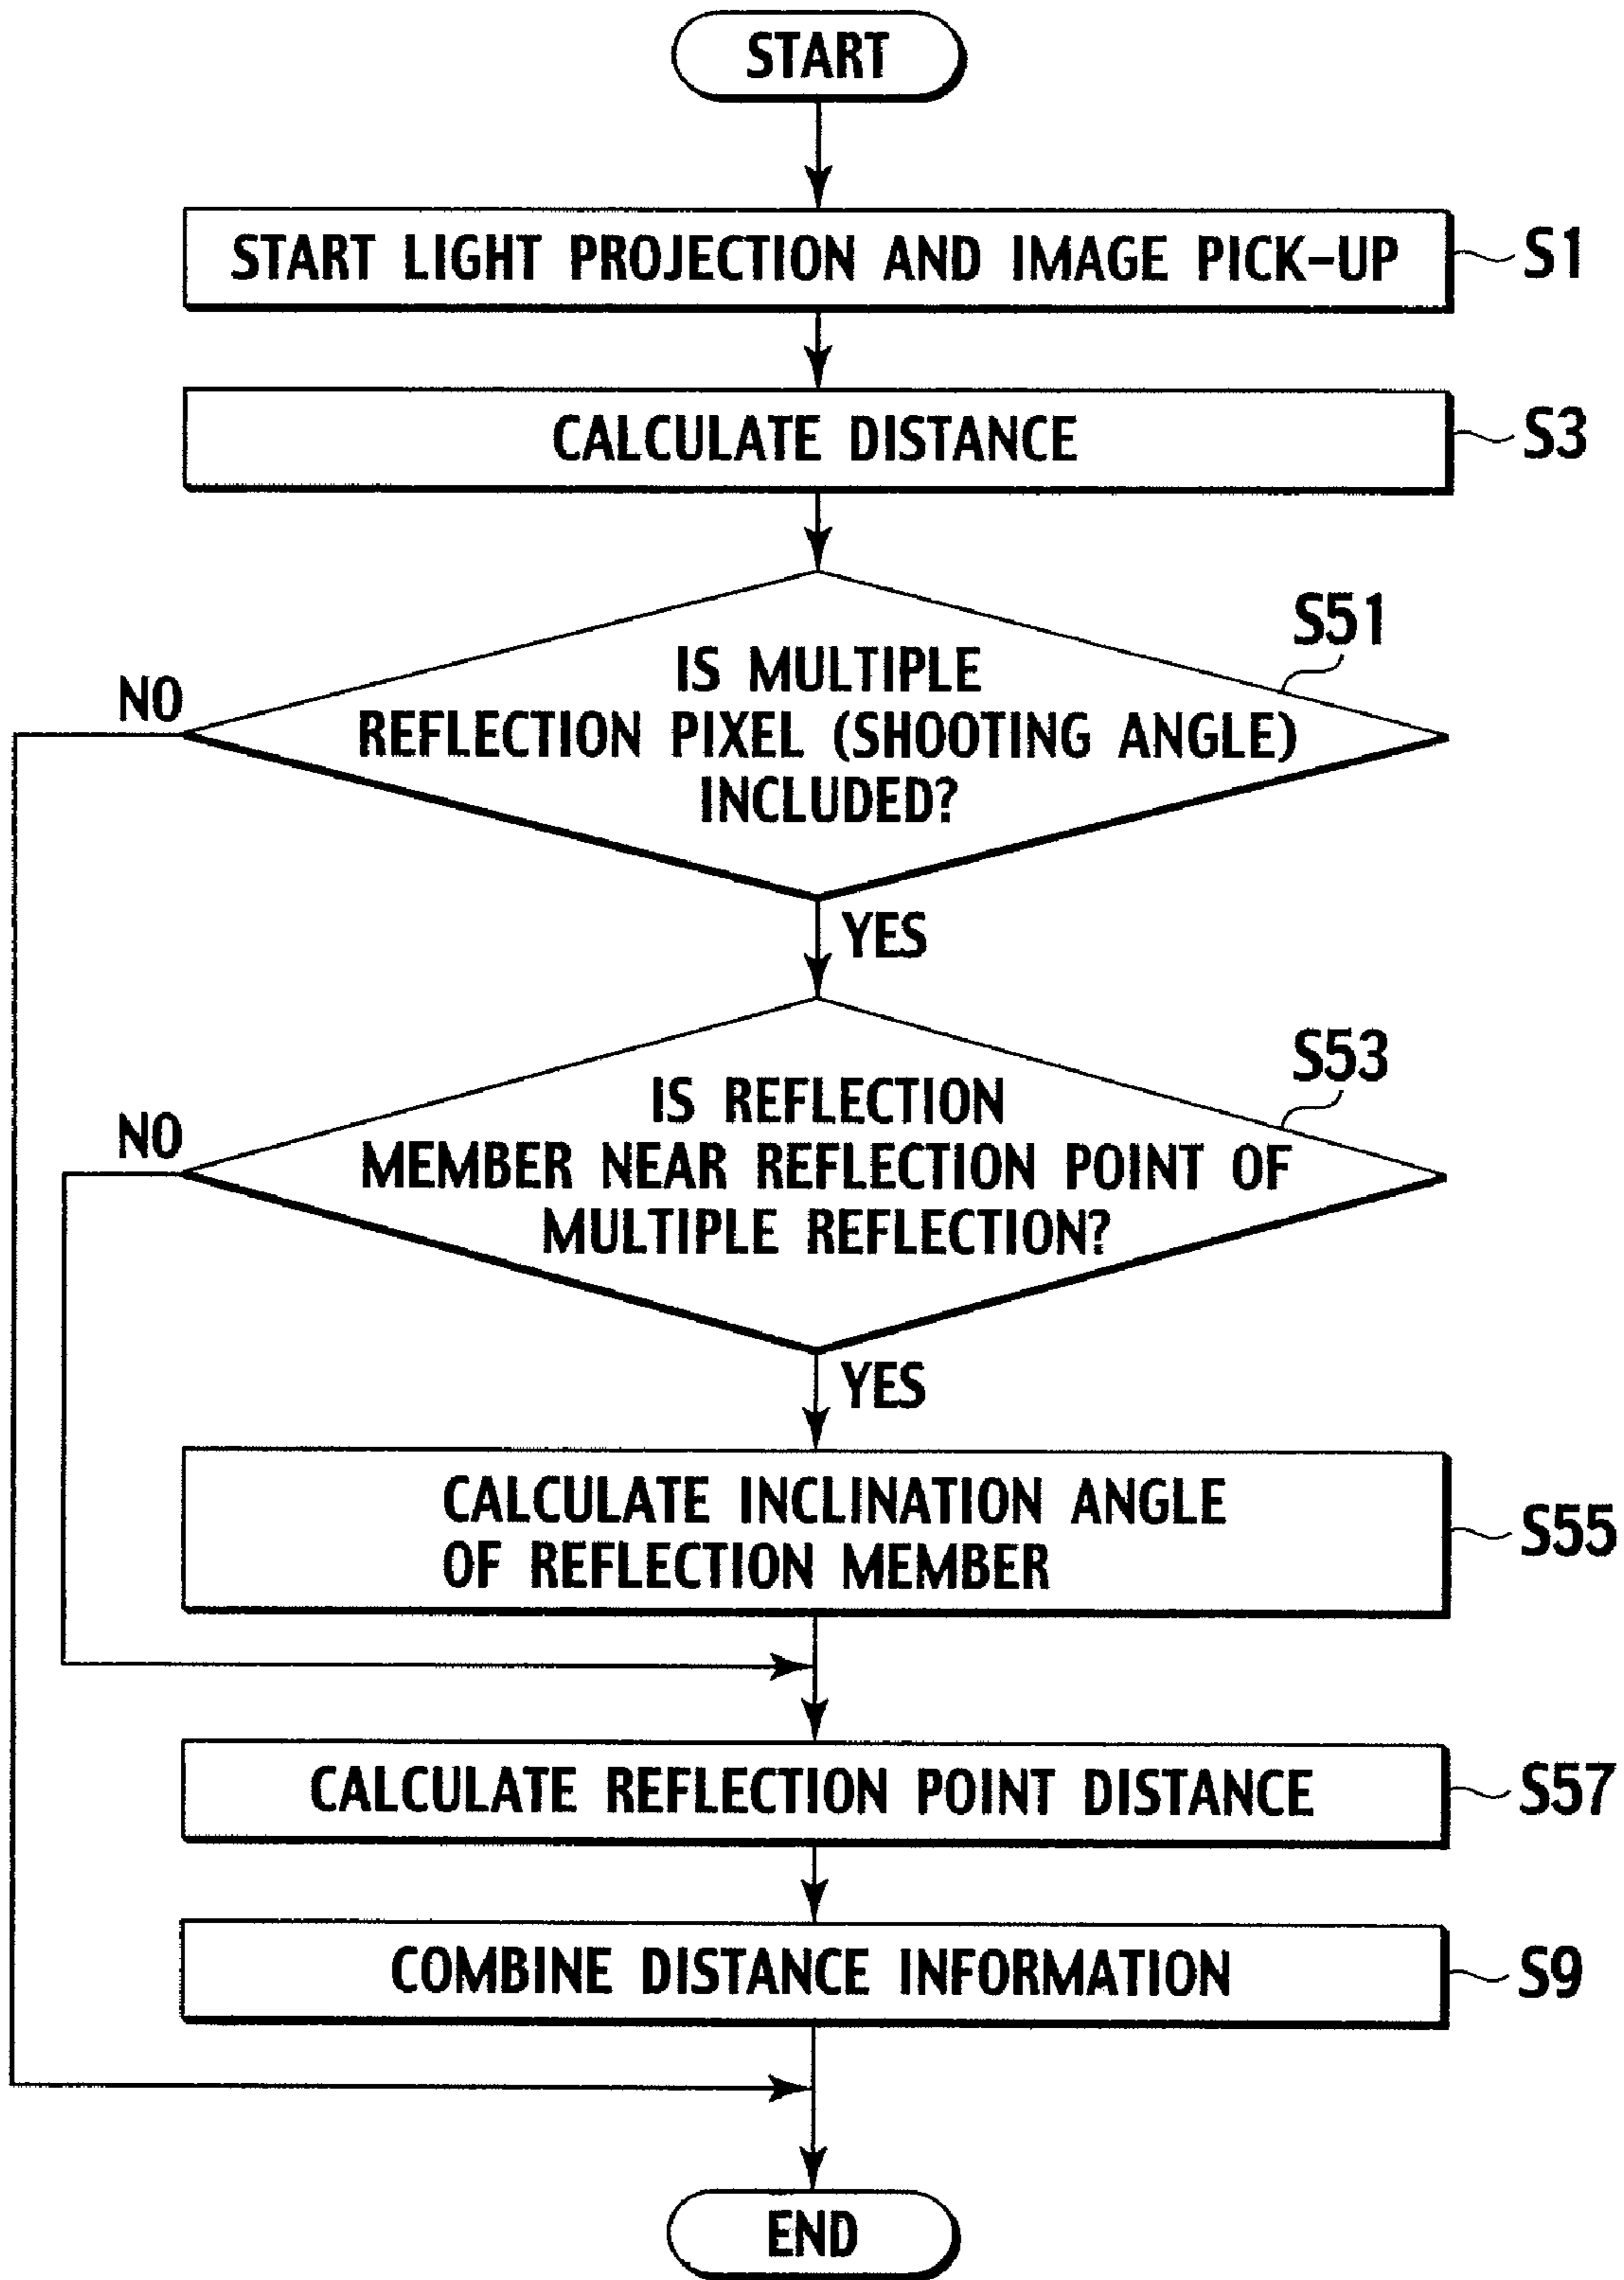 START
START LIGHT PROJECTION AND IMAGE PICK-UP
S1
CALCULATE DISTANCE
S3
S51
IS MULTIPLE
REFLECTION PIXEL (SHOOTING ANGLE)
INCLUDED?
NO
YES
S53
IS REFLECTION
MEMBER NEAR REFLECTION POINT OF
MULTIPLE REFLECTION?
NO
YES
CALCULATE INCLINATION ANGLE
OF REFLECTION MEMBER
S55
CALCULATE REFLECTION POINT DISTANCE
S57
COMBINE DISTANCE INFORMATION
S9
END